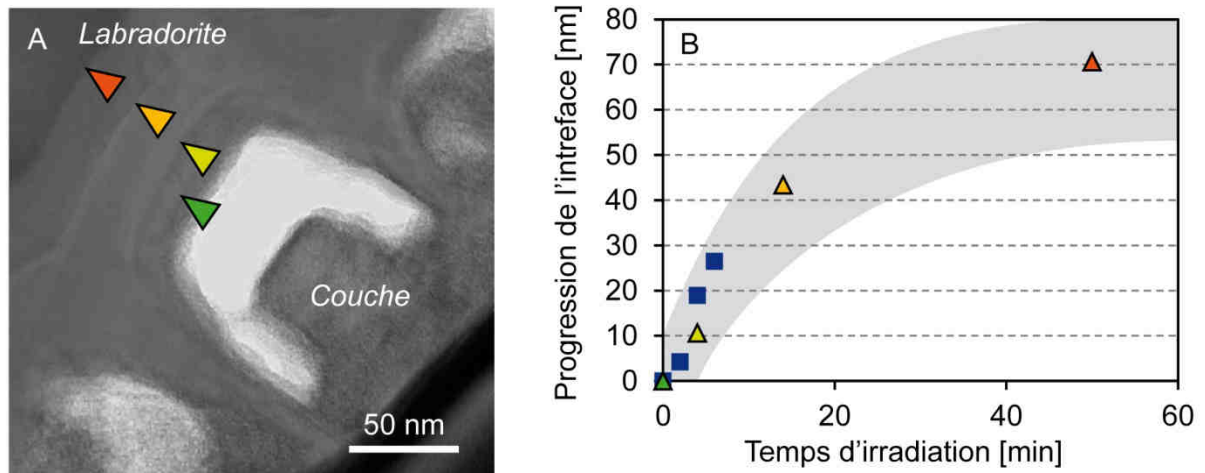 A
Labradorite
Couche
50 nm
B
Progression de l'intreface [nm]
80
70
60
50
40
30
20
10
0
0 20 40 60
Temps d'irradiation [min]